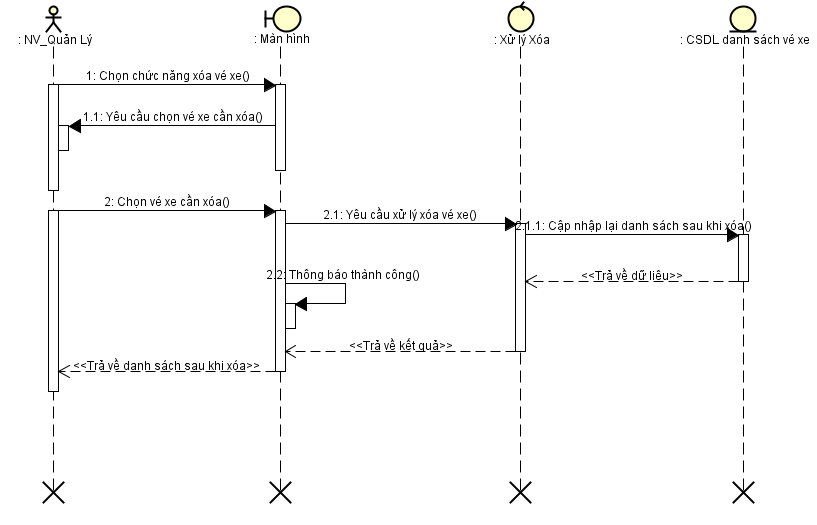 : NV_Quản Lý
: Màn hình
: Xử lý Xóa
: CSDL danh sách vé xe
1: Chọn chức năng xóa vé xe()
1.1: Yêu cầu chọn vé xe cần xóa()
2: Chọn vé xe cần xóa()
2.1: Yêu cầu xử lý xóa vé xe()
2.1.1: Cập nhập lại danh sách sau khi xóa()
2.2: Thông báo thành công()
<<Trả về dữ liêu>>
<<Trả về kết quả>>
<<Trả về danh sách sau khi xóa>>